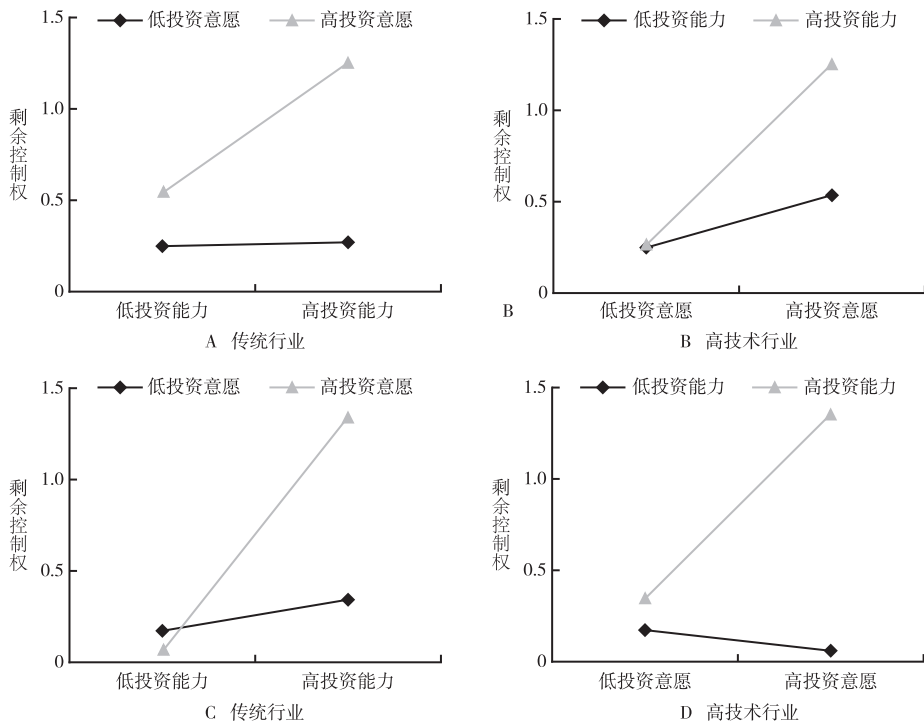 低投资意愿 高投资意愿
1.5
1.0
0.5
0
剩余控制权
低投资能力 高投资能力
A 传统行业
低投资能力 高投资能力
1.5
1.0
0.5
0
剩余控制权
低投资意愿 高投资意愿
B
B 高技术行业
低投资意愿 高投资意愿
1.5
1.0
0.5
0
剩余控制权
低投资能力 高投资能力
C 传统行业
低投资能力 高投资能力
1.5
1.0
0.5
0
剩余控制权
低投资意愿 高投资意愿
D 高技术行业